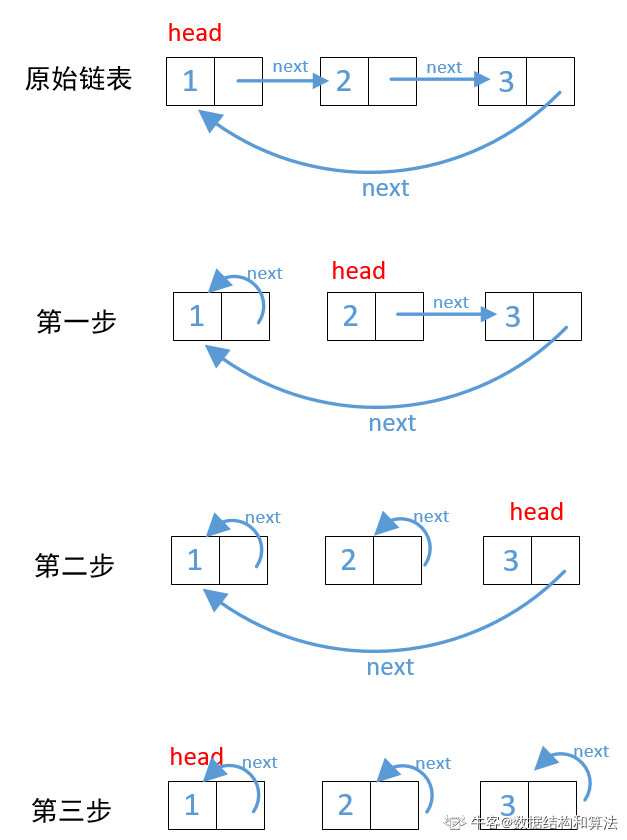 head
原始链表 1 next 2 next 3
next
next head
第一步 1 2 next 3
next
next next head
第二步 1 2 3
next
head next next next
第三步 1 2 3
牛客@数据结构和算法